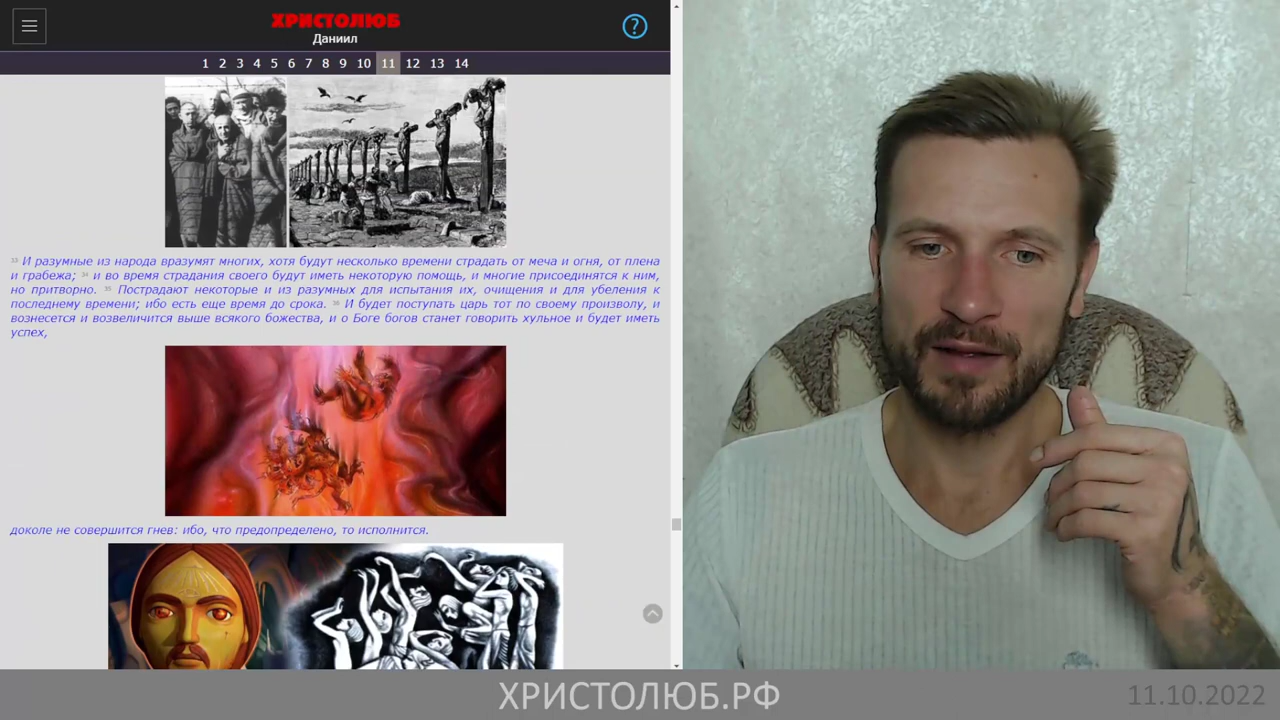 ХРИСТОЛЮБ
Даниил
1 2 3 4 5 6 7 8 9 10 11 12 13 14
33 И разумные из народа вразумят многих, хотя будут несколько времени страдать от меча и огня, от плена
и грабежа; 34 и во время страдания своего будут иметь некоторую помощь, и многие присоединятся к ним,
но притворно. 35 Пострадают некоторые и из разумных для испытания их, очищения и для убеления к
последнему времени; ибо есть еще время до срока. 36 И будет поступать царь тот по своему произволу, и
вознесется и возвеличится выше всякого божества, и о Боге богов станет говорить хульное и будет иметь
успех,
доколе не совершится гнев: ибо, что предопределено, то исполнится.
ХРИСТОЛЮБ.РФ
11.10.2022